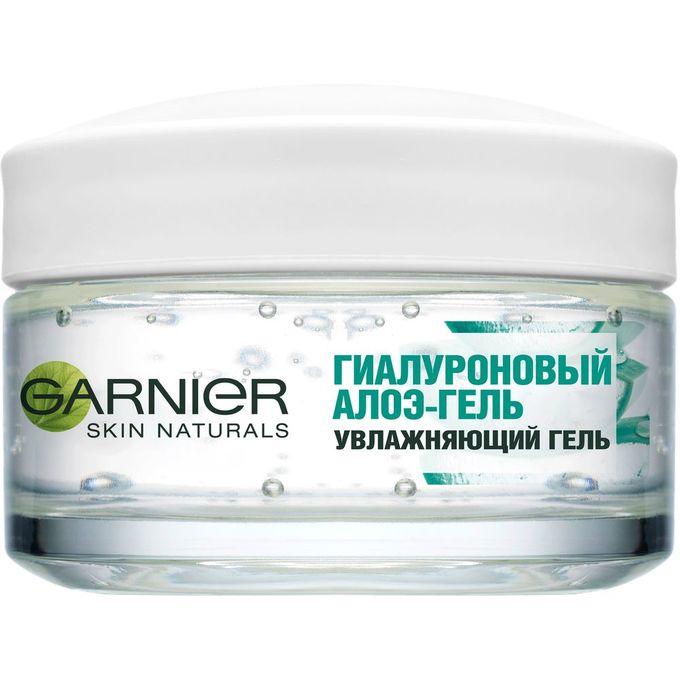 GARNIER
SKIN NATURALS
ГИАЛУРОНОВЫЙ
АЛОЭ-ГЕЛЬ
УВЛАЖНЯЮЩИЙ ГЕЛЬ